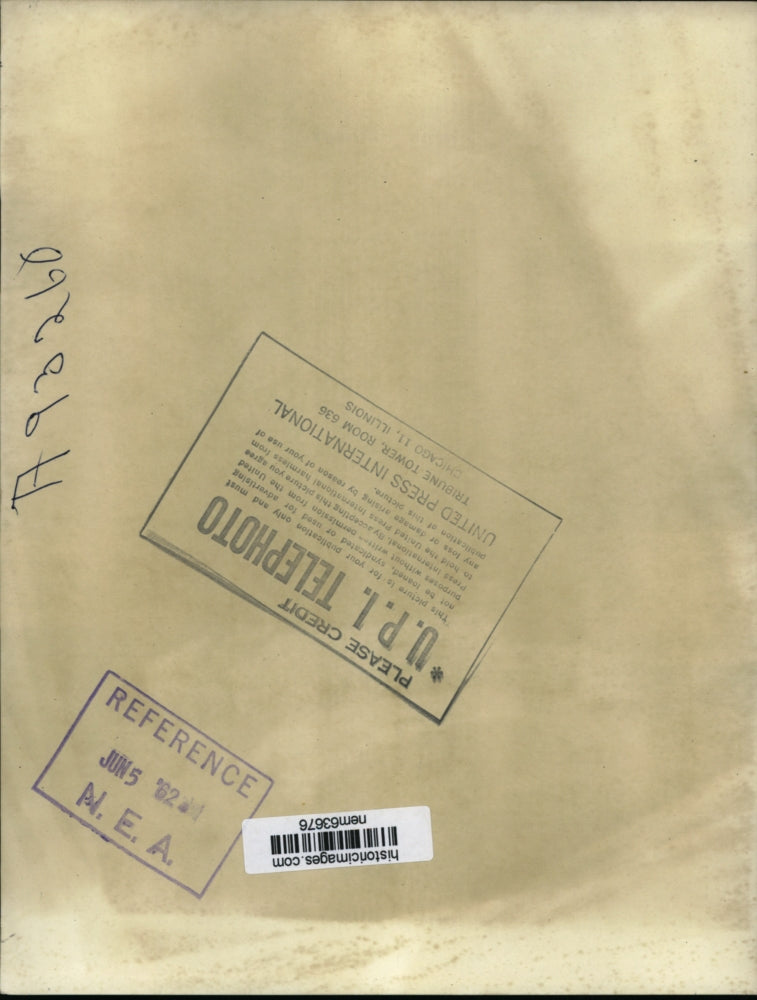 PLEASE CREDIT
* U.P.I. TELEPHOTO
"This picture is for your publication only and must
not be loaned, syndicated or used for advertising
purposes without written permission from the United
Press International. By accepting this picture you agree
to hold the United Press International harmless from
any loss or damage arising by reason of your use of
publication of this picture.
UNITED PRESS INTERNATIONAL
TRIBUNE TOWER, ROOM 636
CHICAGO 11, ILLINOIS
REFERENCE
JUN 5 '62
N. E. A.
historicimages.com
nem63676